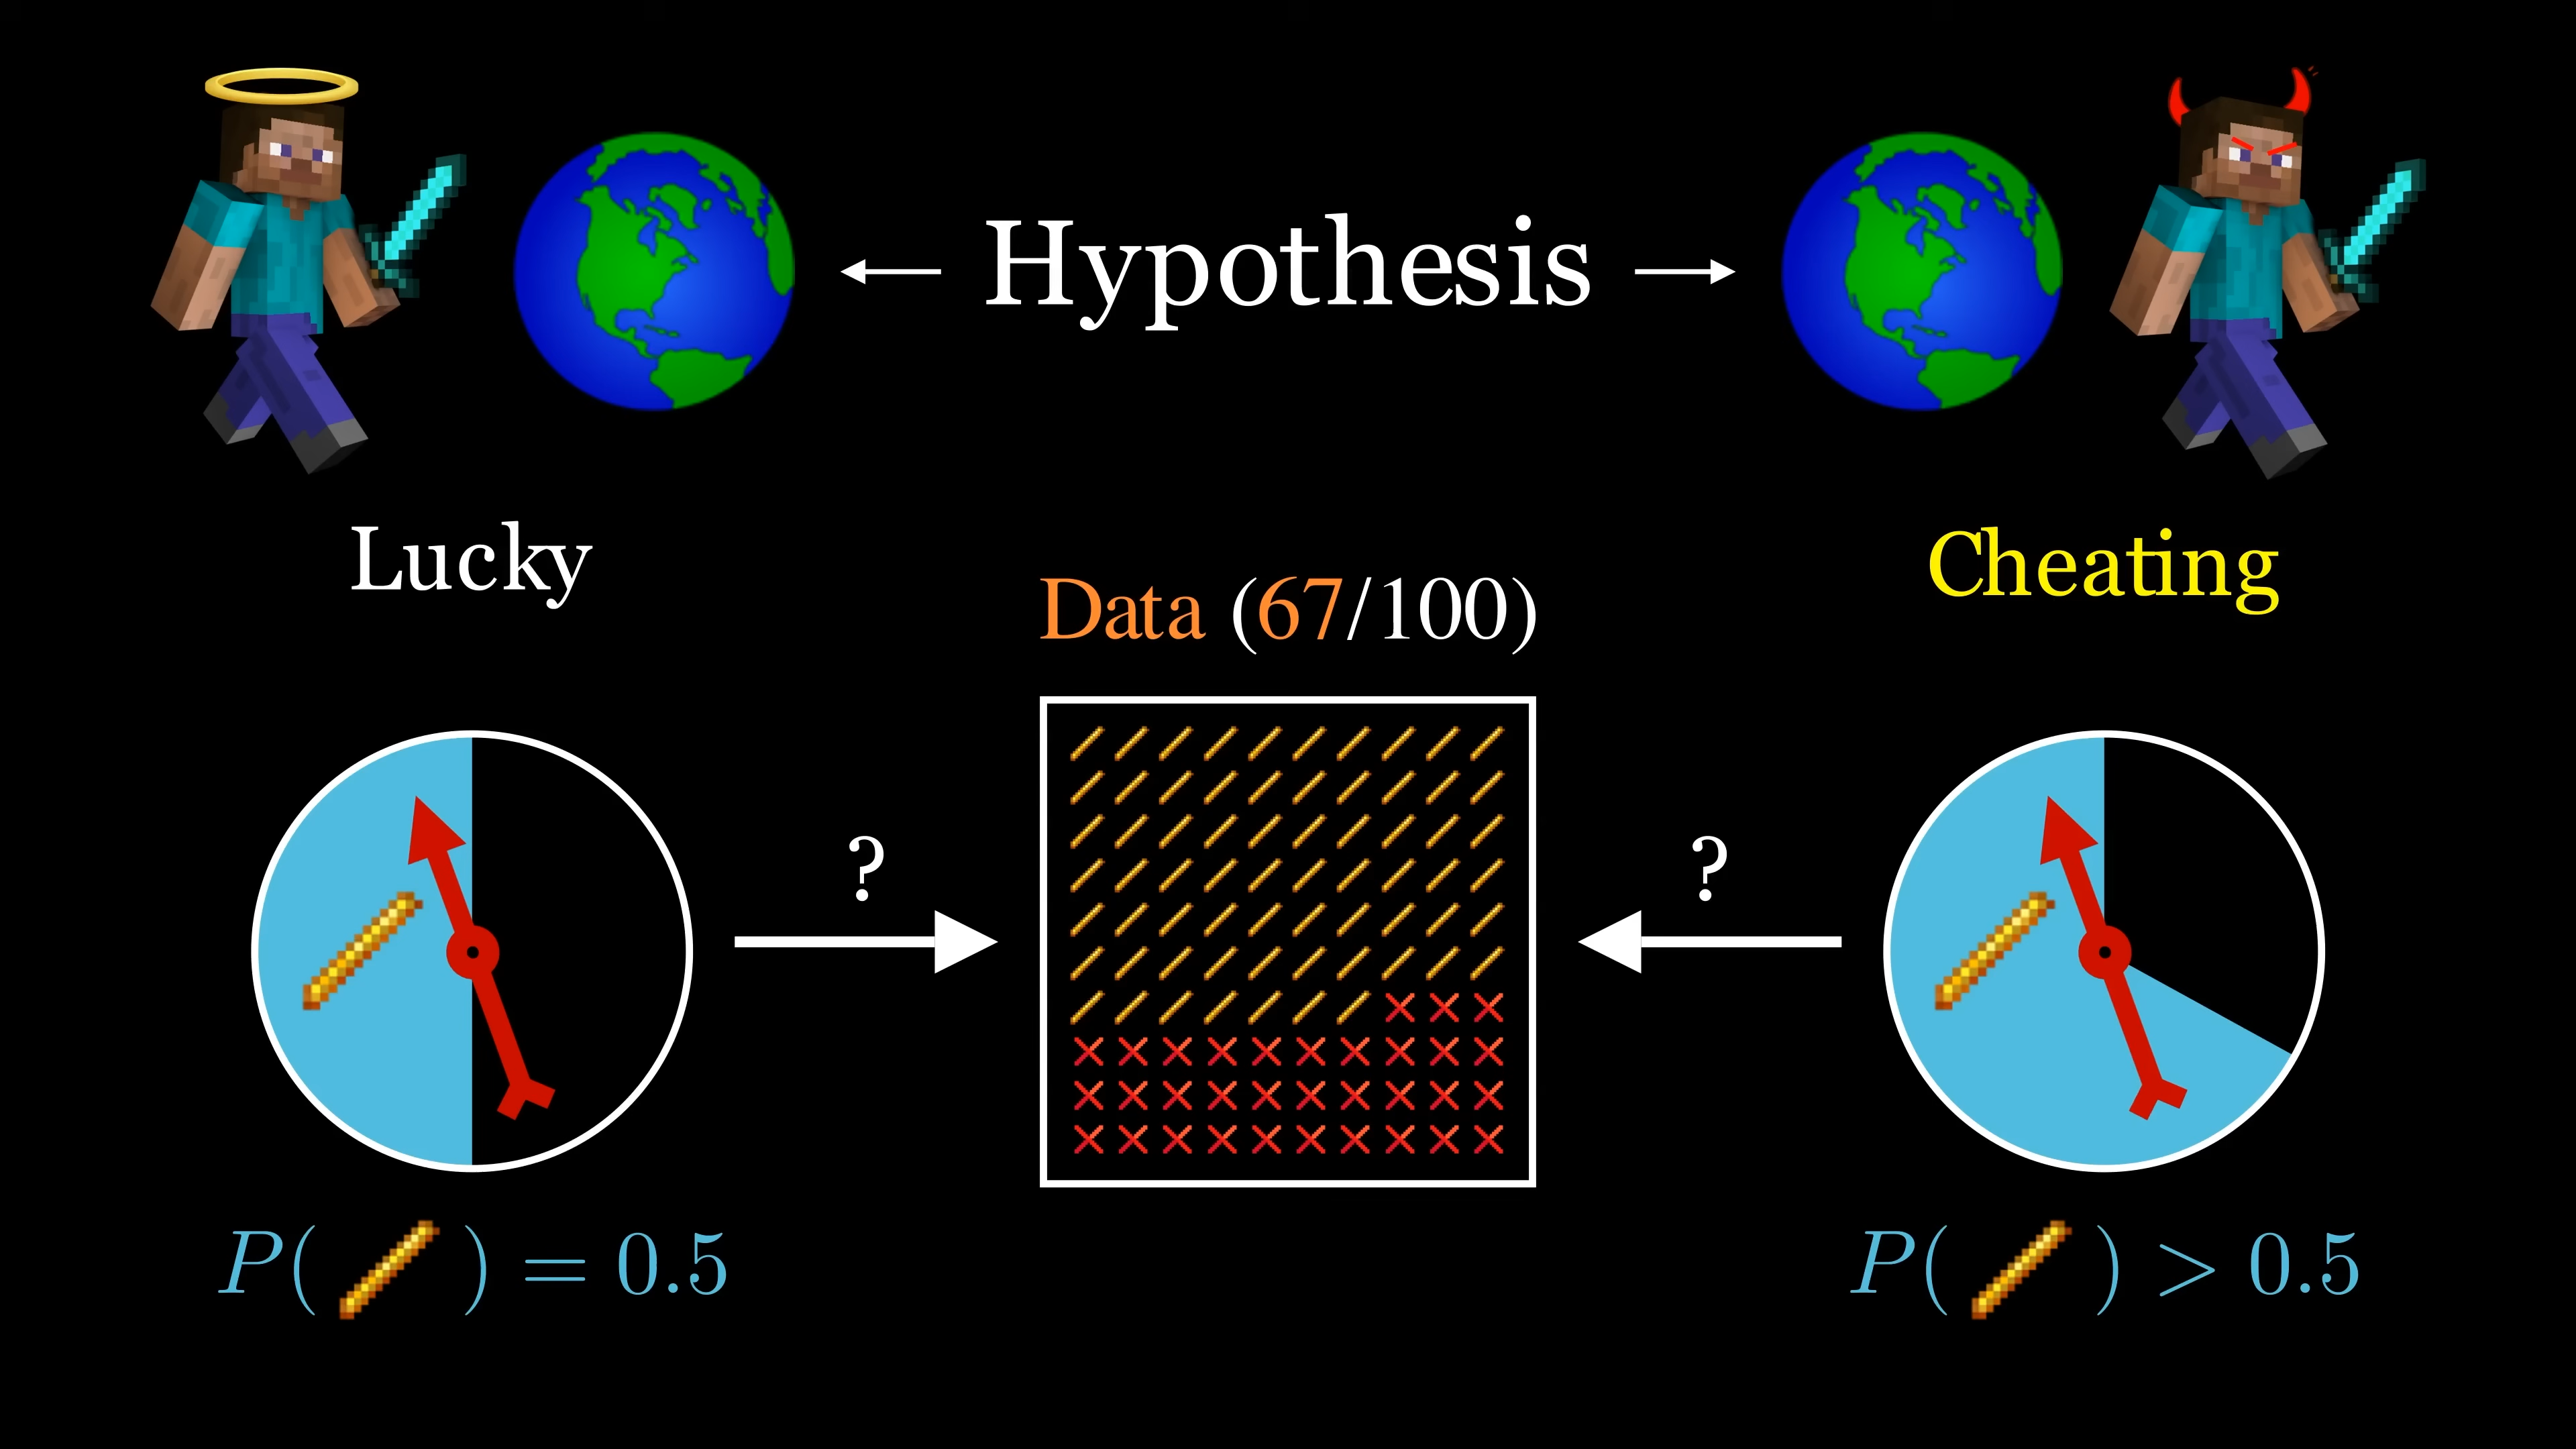 Hypothesis
Lucky
Cheating
Data (67/100)
?
?
P( ) = 0.5
P( ) > 0.5